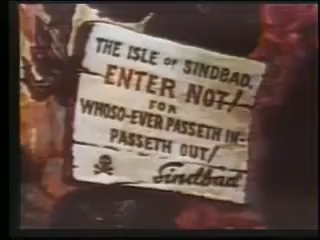 THE ISLE OF SINDBAD.
ENTER NOT!
FOR
WHOSO-EVER PASSETH IN-
PASSETH OUT!
Sindbad